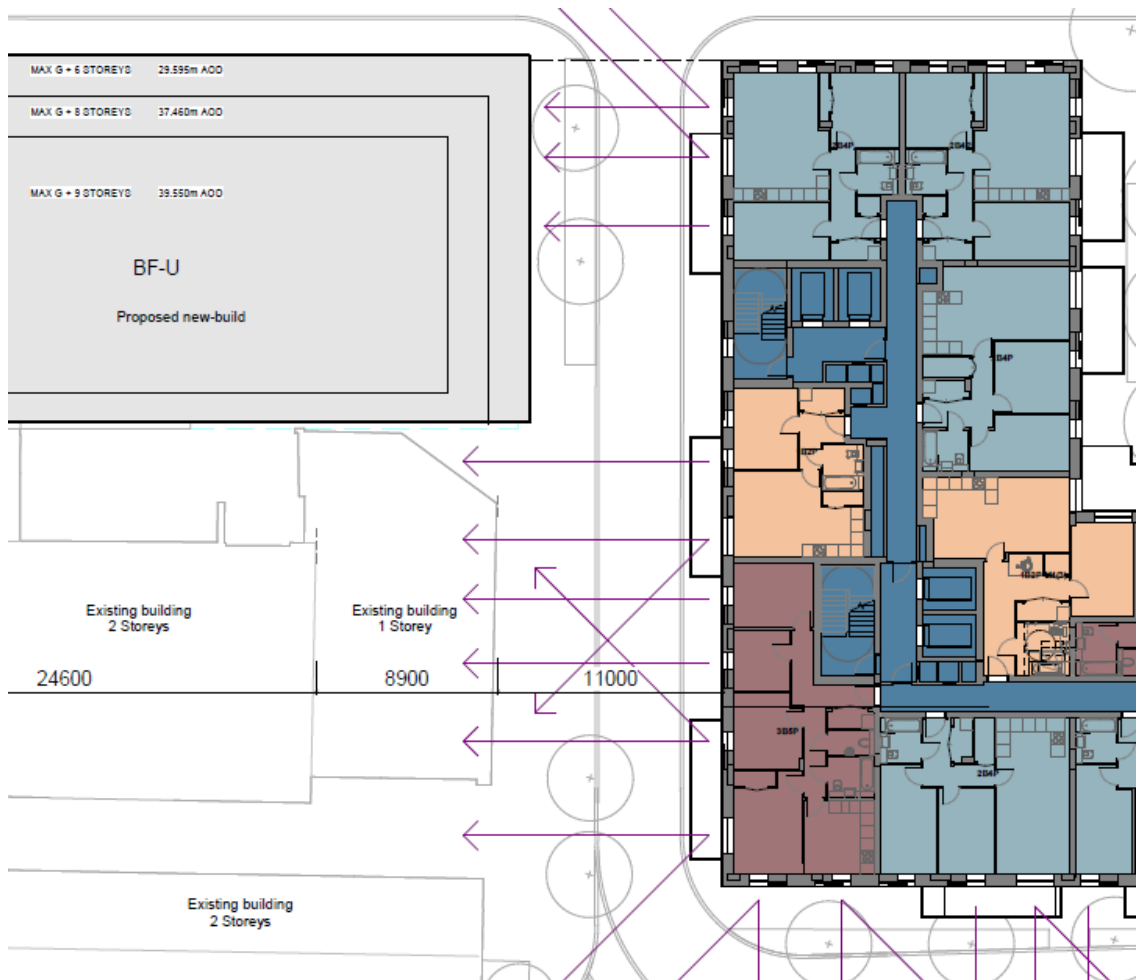 MAX G + 6 STOREYS 29.595m AOD
MAX G + 8 STOREYS 37.460m AOD
MAX G + 9 STOREYS 39.550m AOD
BF-U
Proposed new-build
2B4P
Existing building
2 Storeys
Existing building
1 Storey
24600
8900
11000
3B5P
2B4P
Existing building
2 Storeys